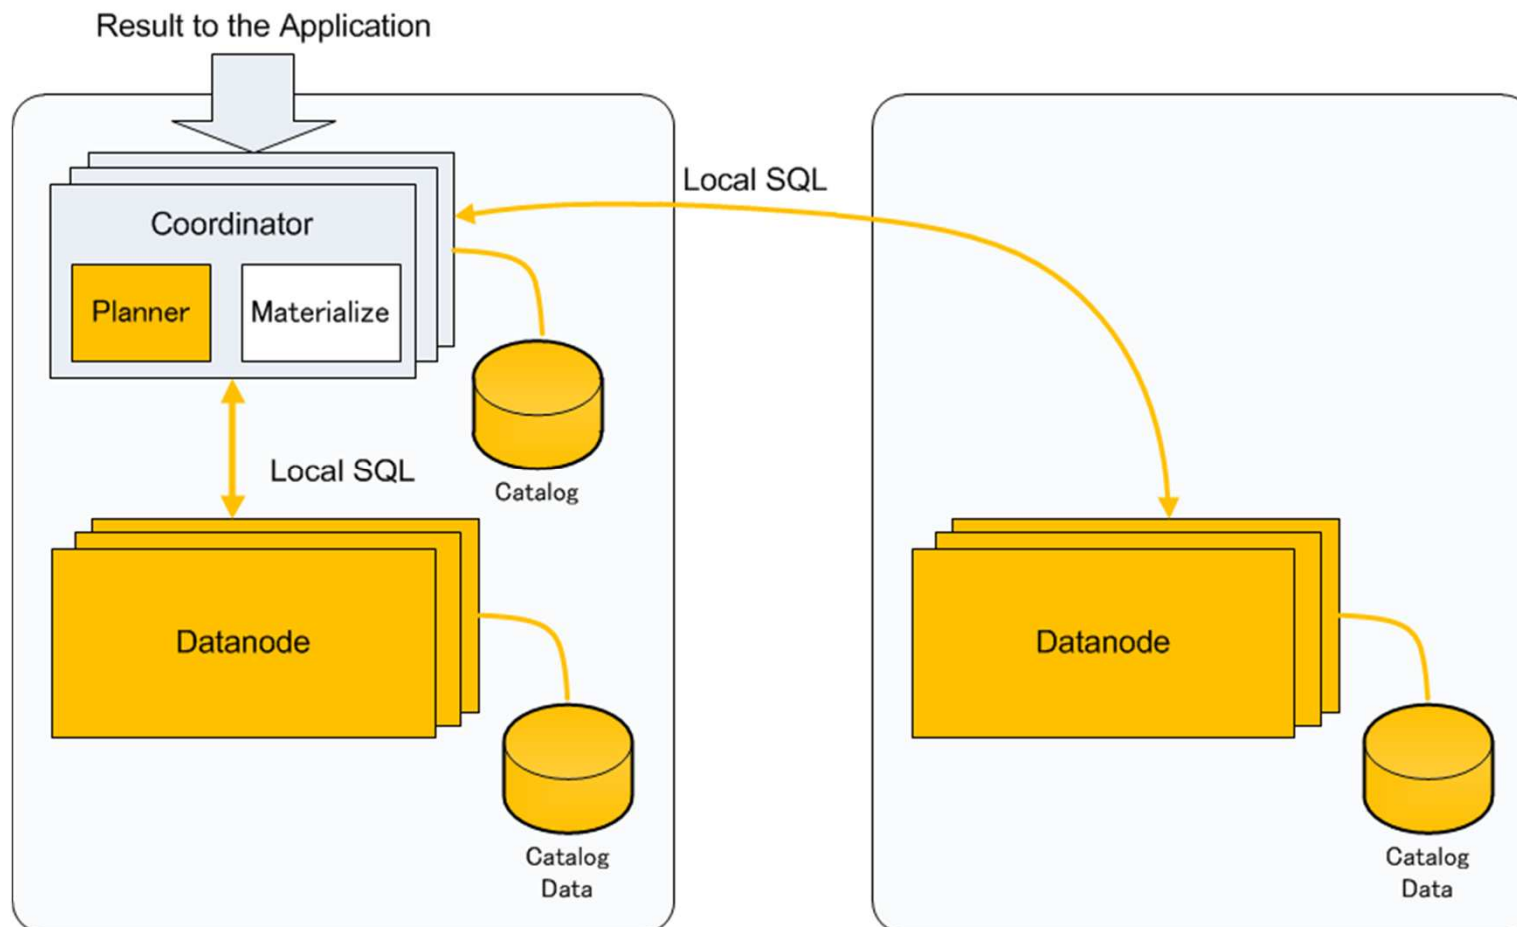 Result to the Application
Local SQL
Coordinator
Planner
Materialize
Local SQL
Catalog
Datanode
Datanode
Catalog
Data
Catalog
Data